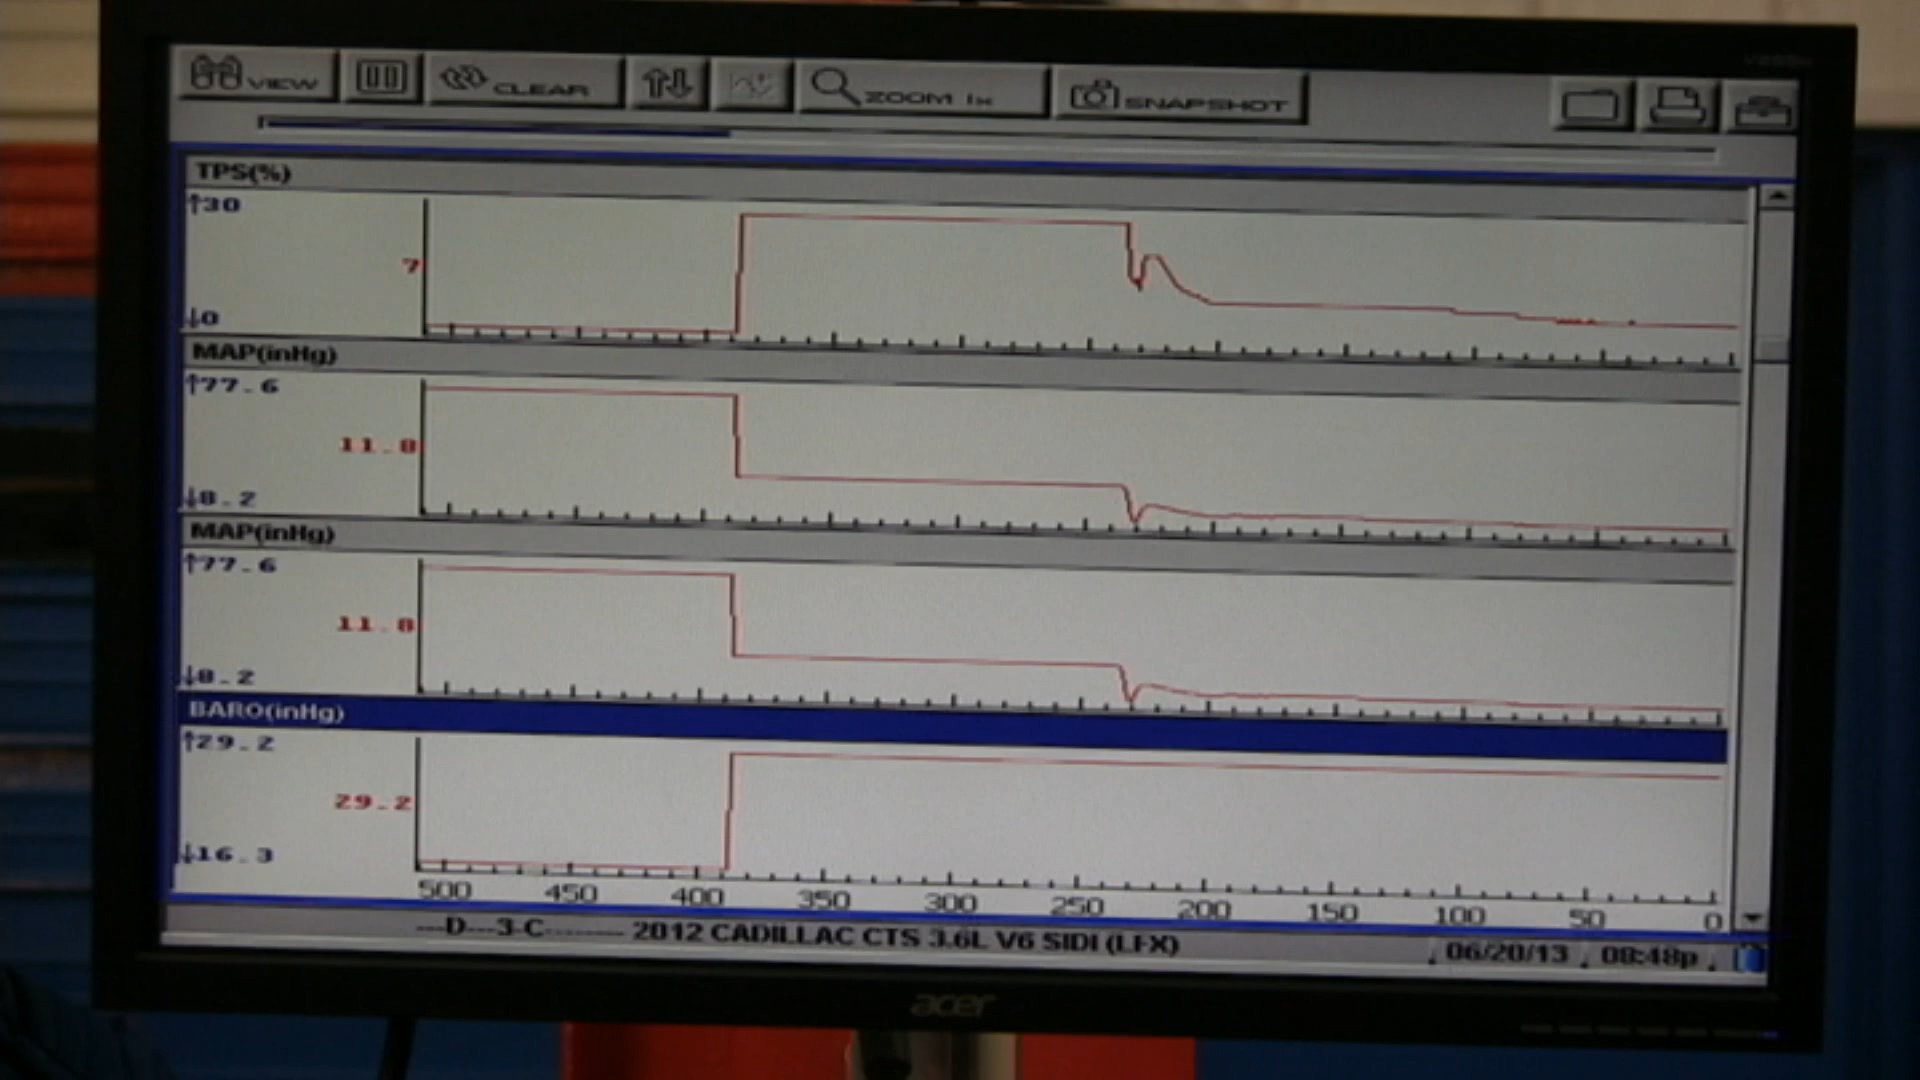 VIEW CLEAR ZOOM 1x SNAPSHOT
TPS(%)
↑30
7
↓0
MAP(inHg)
↑77.6
11.8
↓8.2
MAP(inHg)
↑77.6
11.8
↓8.2
BARO(inHg)
↑29.2
29.2
↓16.3
500 450 400 350 300 250 200 150 100 50 0
---D---3-C-------- 2012 CADILLAC CTS 3.6L V6 SIDI (LFX) 06/20/13 08:48p
acer